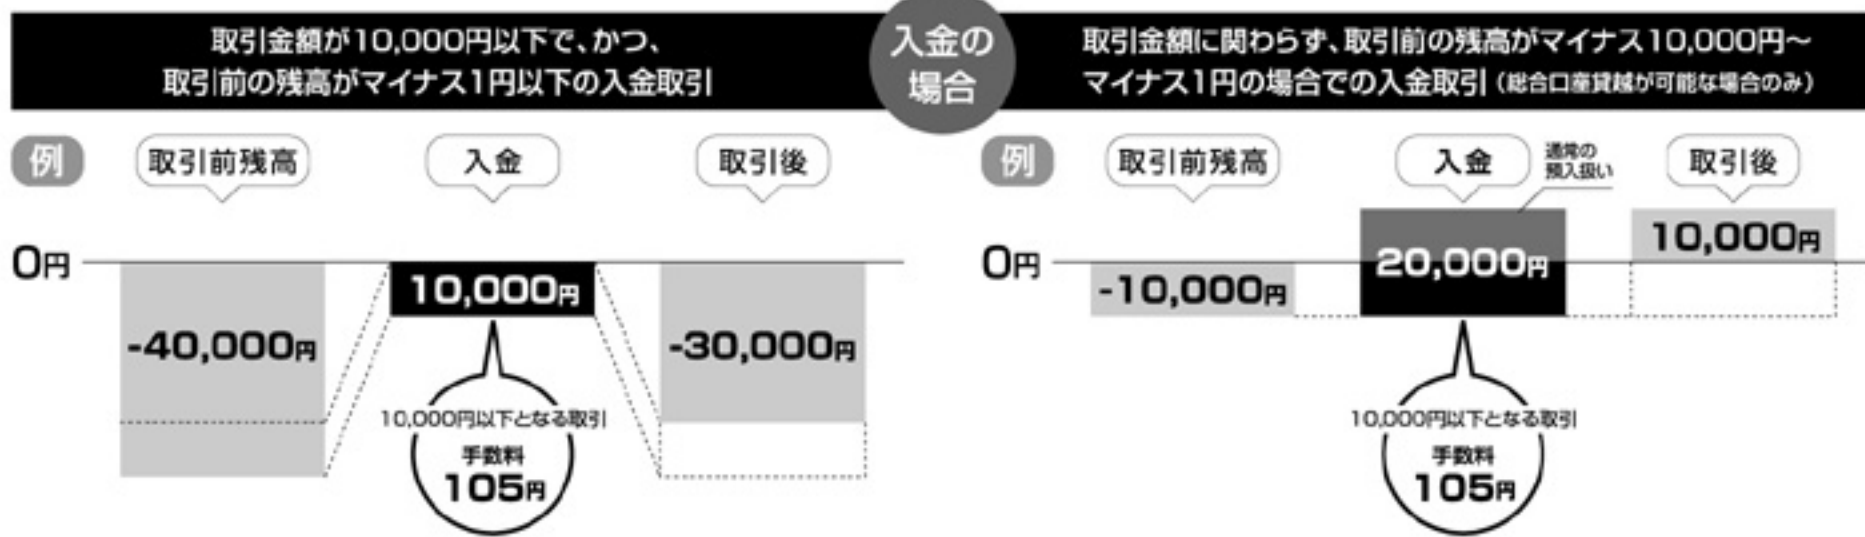 取引金額が10,000円以下で、かつ、
取引前の残高がマイナス1円以下の入金取引
入金の
場合
取引金額に関わらず、取引前の残高がマイナス10,000円〜
マイナス1円の場合での入金取引（総合口座貸越が可能な場合のみ）
例
取引前残高
入金
取引後
0円
-40,000円
10,000円
-30,000円
10,000円以下となる取引
手数料
105円
例
取引前残高
入金
通常の
預入扱い
取引後
0円
-10,000円
20,000円
10,000円
10,000円以下となる取引
手数料
105円